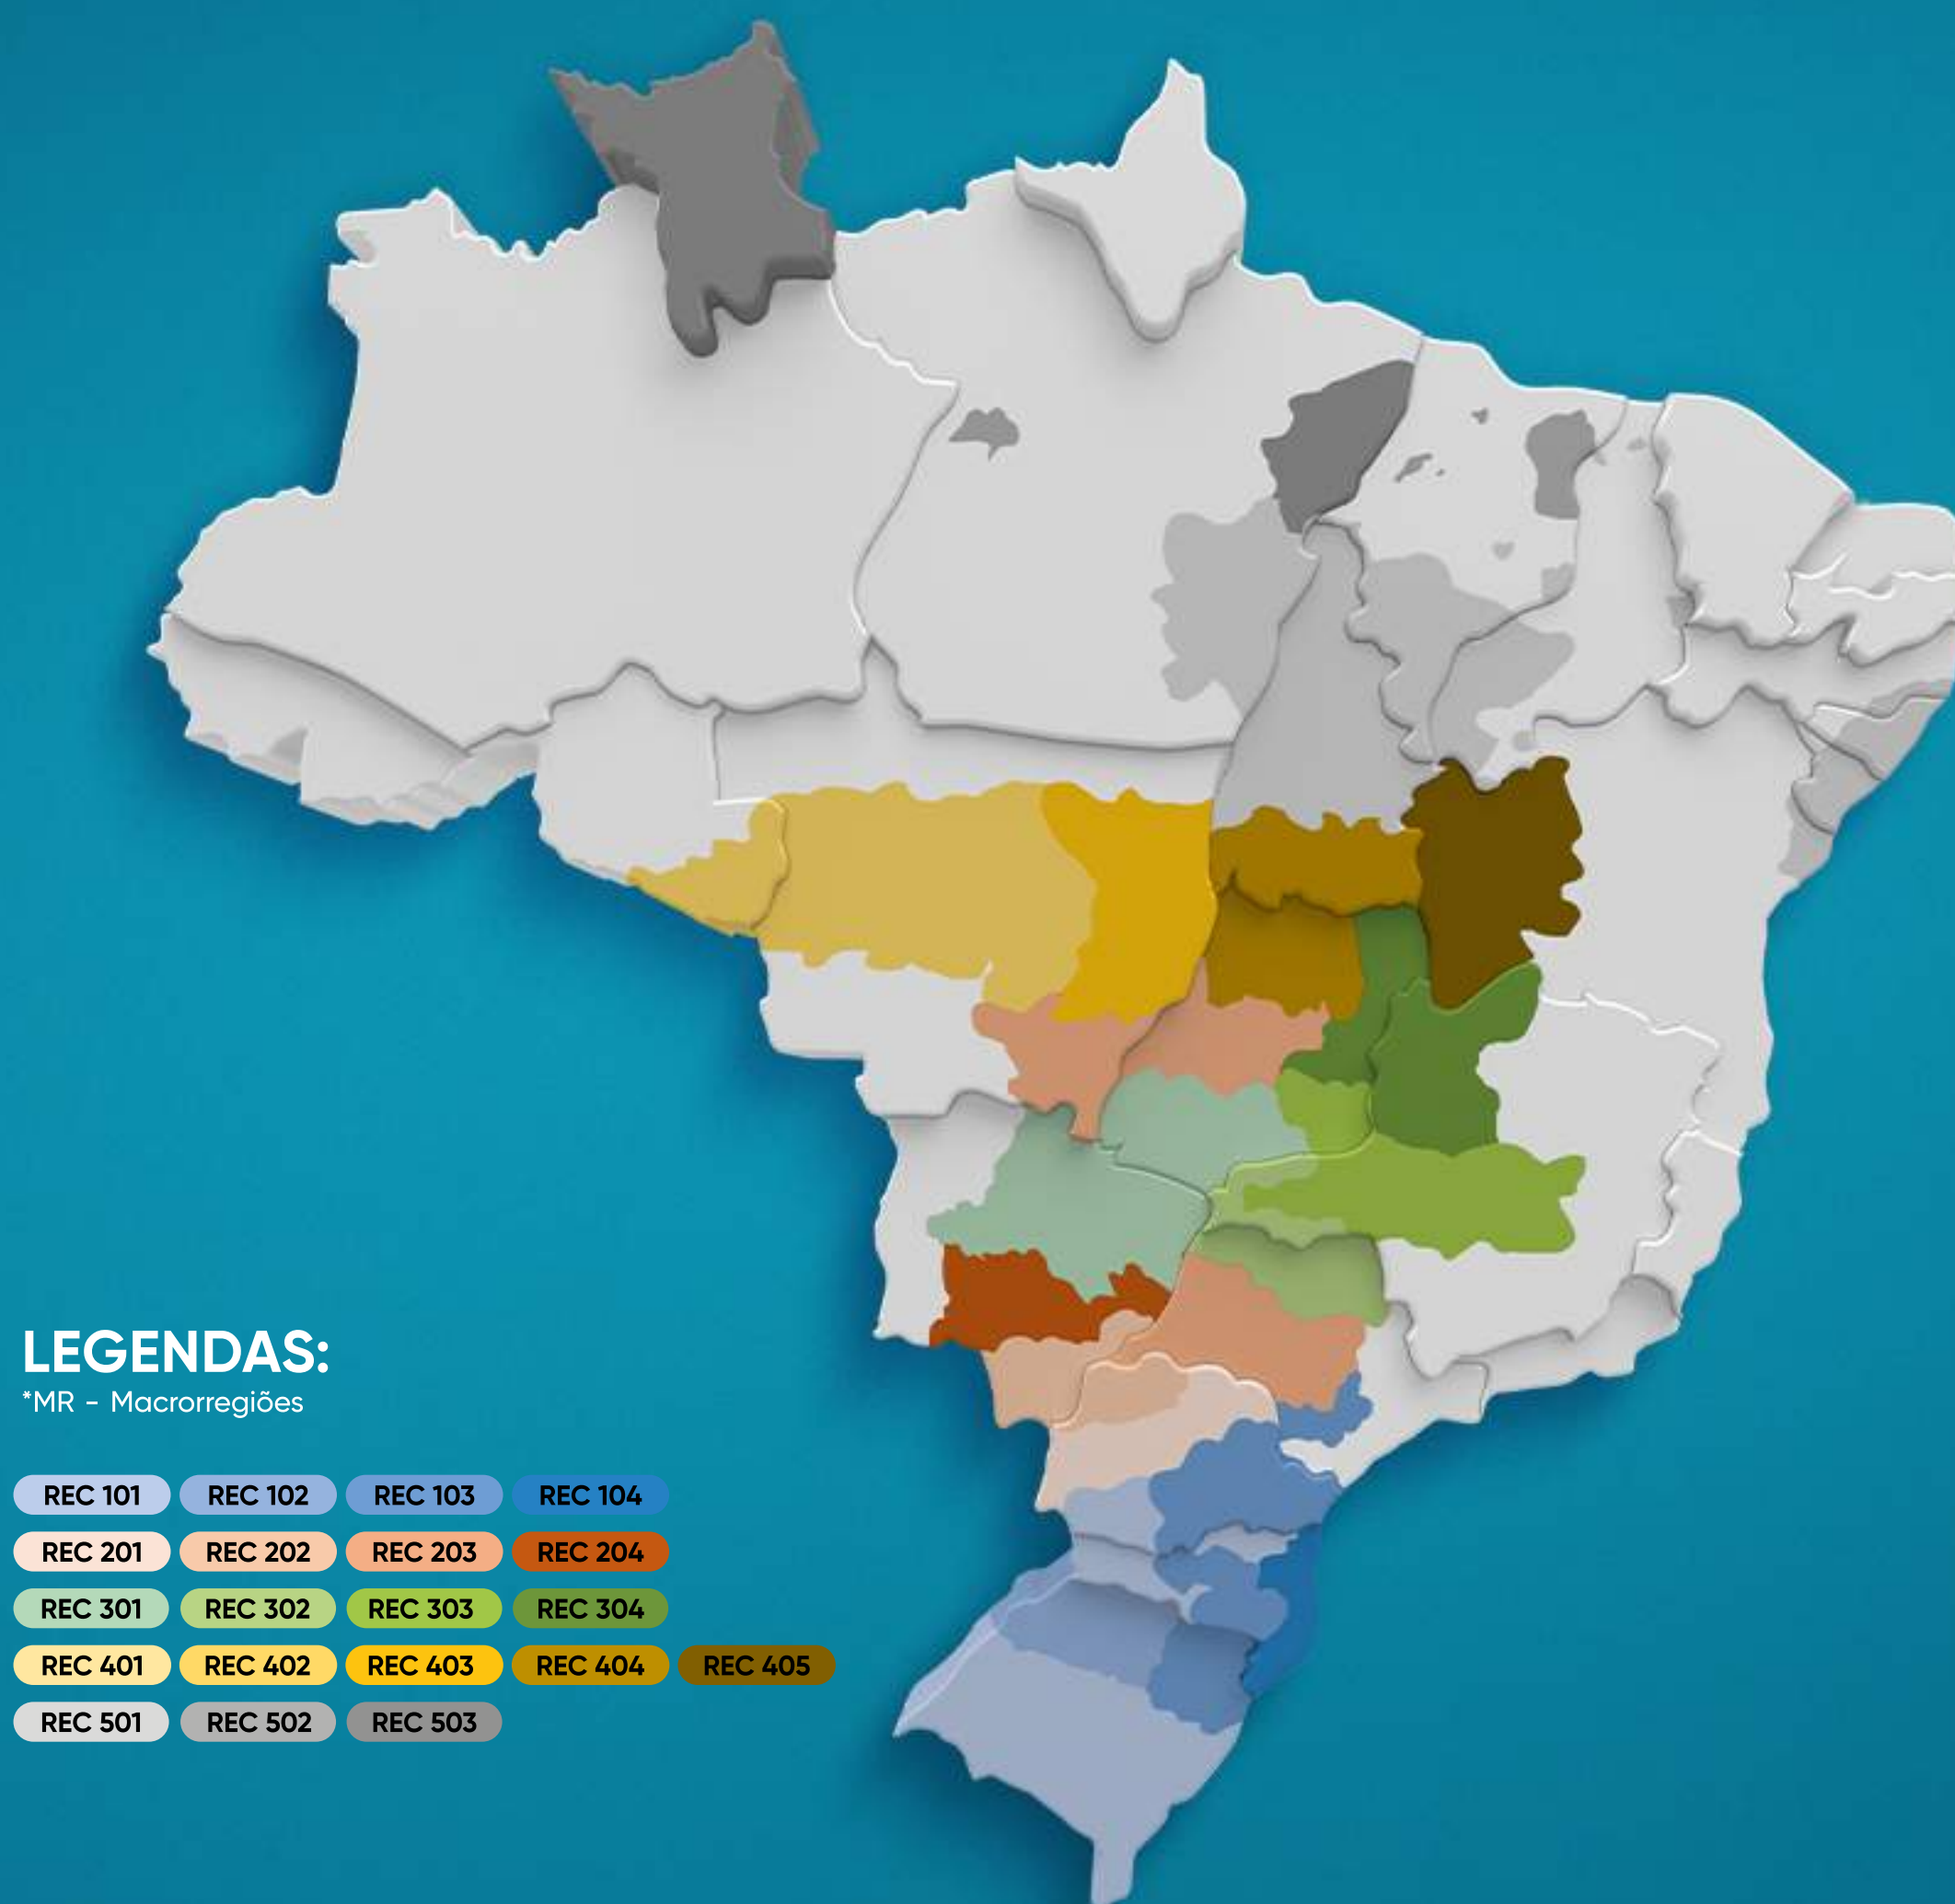 LEGENDAS:
*MR - Macrorregiões
REC 101 REC 102 REC 103 REC 104
REC 201 REC 202 REC 203 REC 204
REC 301 REC 302 REC 303 REC 304
REC 401 REC 402 REC 403 REC 404 REC 405
REC 501 REC 502 REC 503